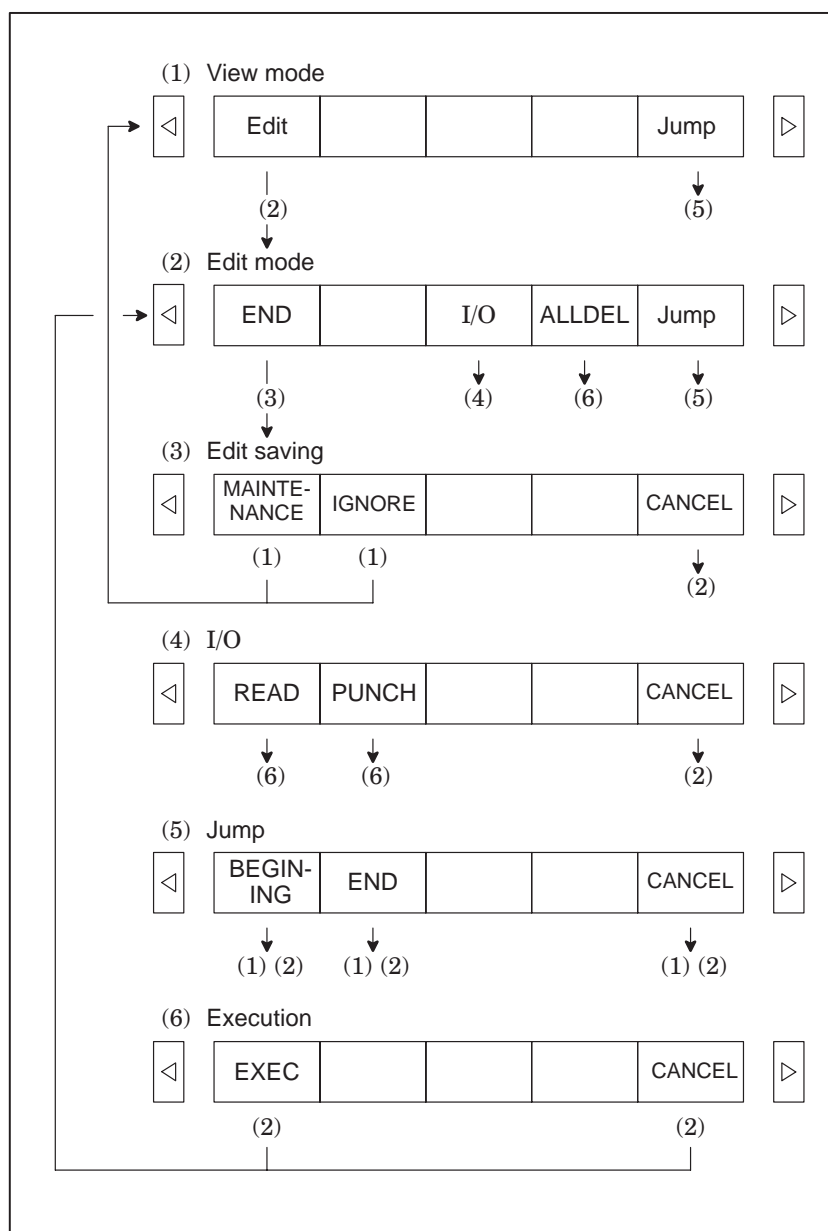 (1) View mode
◁ Edit Jump ▷
(2) (5)
(2) Edit mode
◁ END I/O ALLDEL Jump ▷
(3) (4) (6) (5)
(3) Edit saving
◁ MAINTE-
NANCE IGNORE CANCEL ▷
(1) (1) (2)
(4) I/O
◁ READ PUNCH CANCEL ▷
(6) (6) (2)
(5) Jump
◁ BEGIN-
ING END CANCEL ▷
(1) (2) (1) (2) (1) (2)
(6) Execution
◁ EXEC CANCEL ▷
(2) (2)